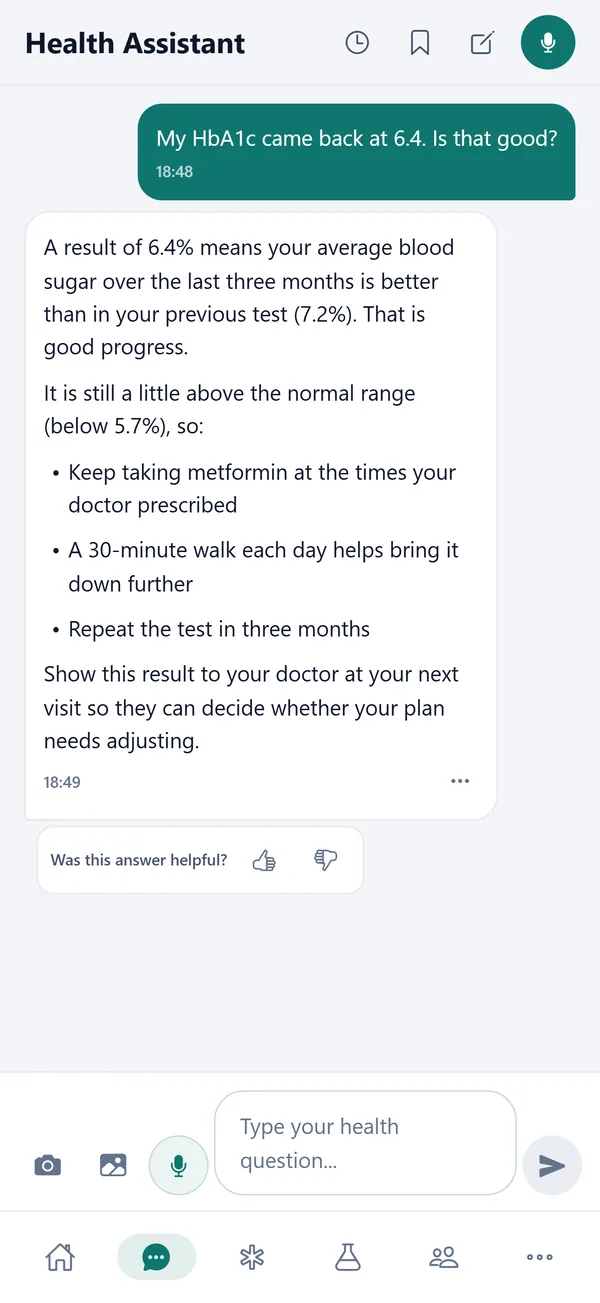 Health Assistant
My HbA1c came back at 6.4. Is that good?
18:48
A result of 6.4% means your average blood
sugar over the last three months is better
than in your previous test (7.2%). That is
good progress.
It is still a little above the normal range
(below 5.7%), so:
• Keep taking metformin at the times your
doctor prescribed
• A 30-minute walk each day helps bring it
down further
• Repeat the test in three months
Show this result to your doctor at your next
visit so they can decide whether your plan
needs adjusting.
18:49
Was this answer helpful?
Type your health
question...